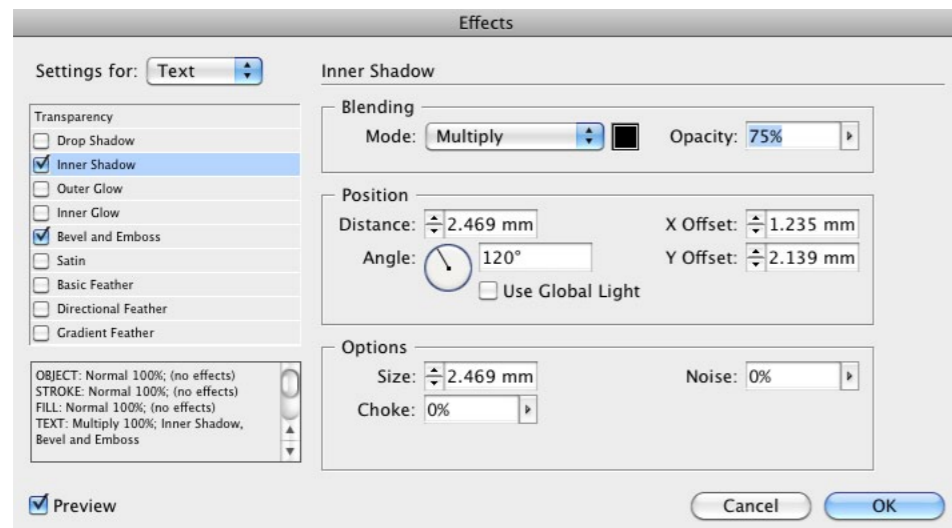 Effects
Settings for: Text
Transparency
Drop Shadow
Inner Shadow
Outer Glow
Inner Glow
Bevel and Emboss
Satin
Basic Feather
Directional Feather
Gradient Feather
OBJECT: Normal 100%; (no effects)
STROKE: Normal 100%; (no effects)
FILL: Normal 100%; (no effects)
TEXT: Multiply 100%; Inner Shadow,
Bevel and Emboss
Preview
Inner Shadow
Blending
Mode: Multiply Opacity: 75%
Position
Distance: 2.469 mm X Offset: 1.235 mm
Angle: 120° Y Offset: 2.139 mm
Use Global Light
Options
Size: 2.469 mm Noise: 0%
Choke: 0%
Cancel OK